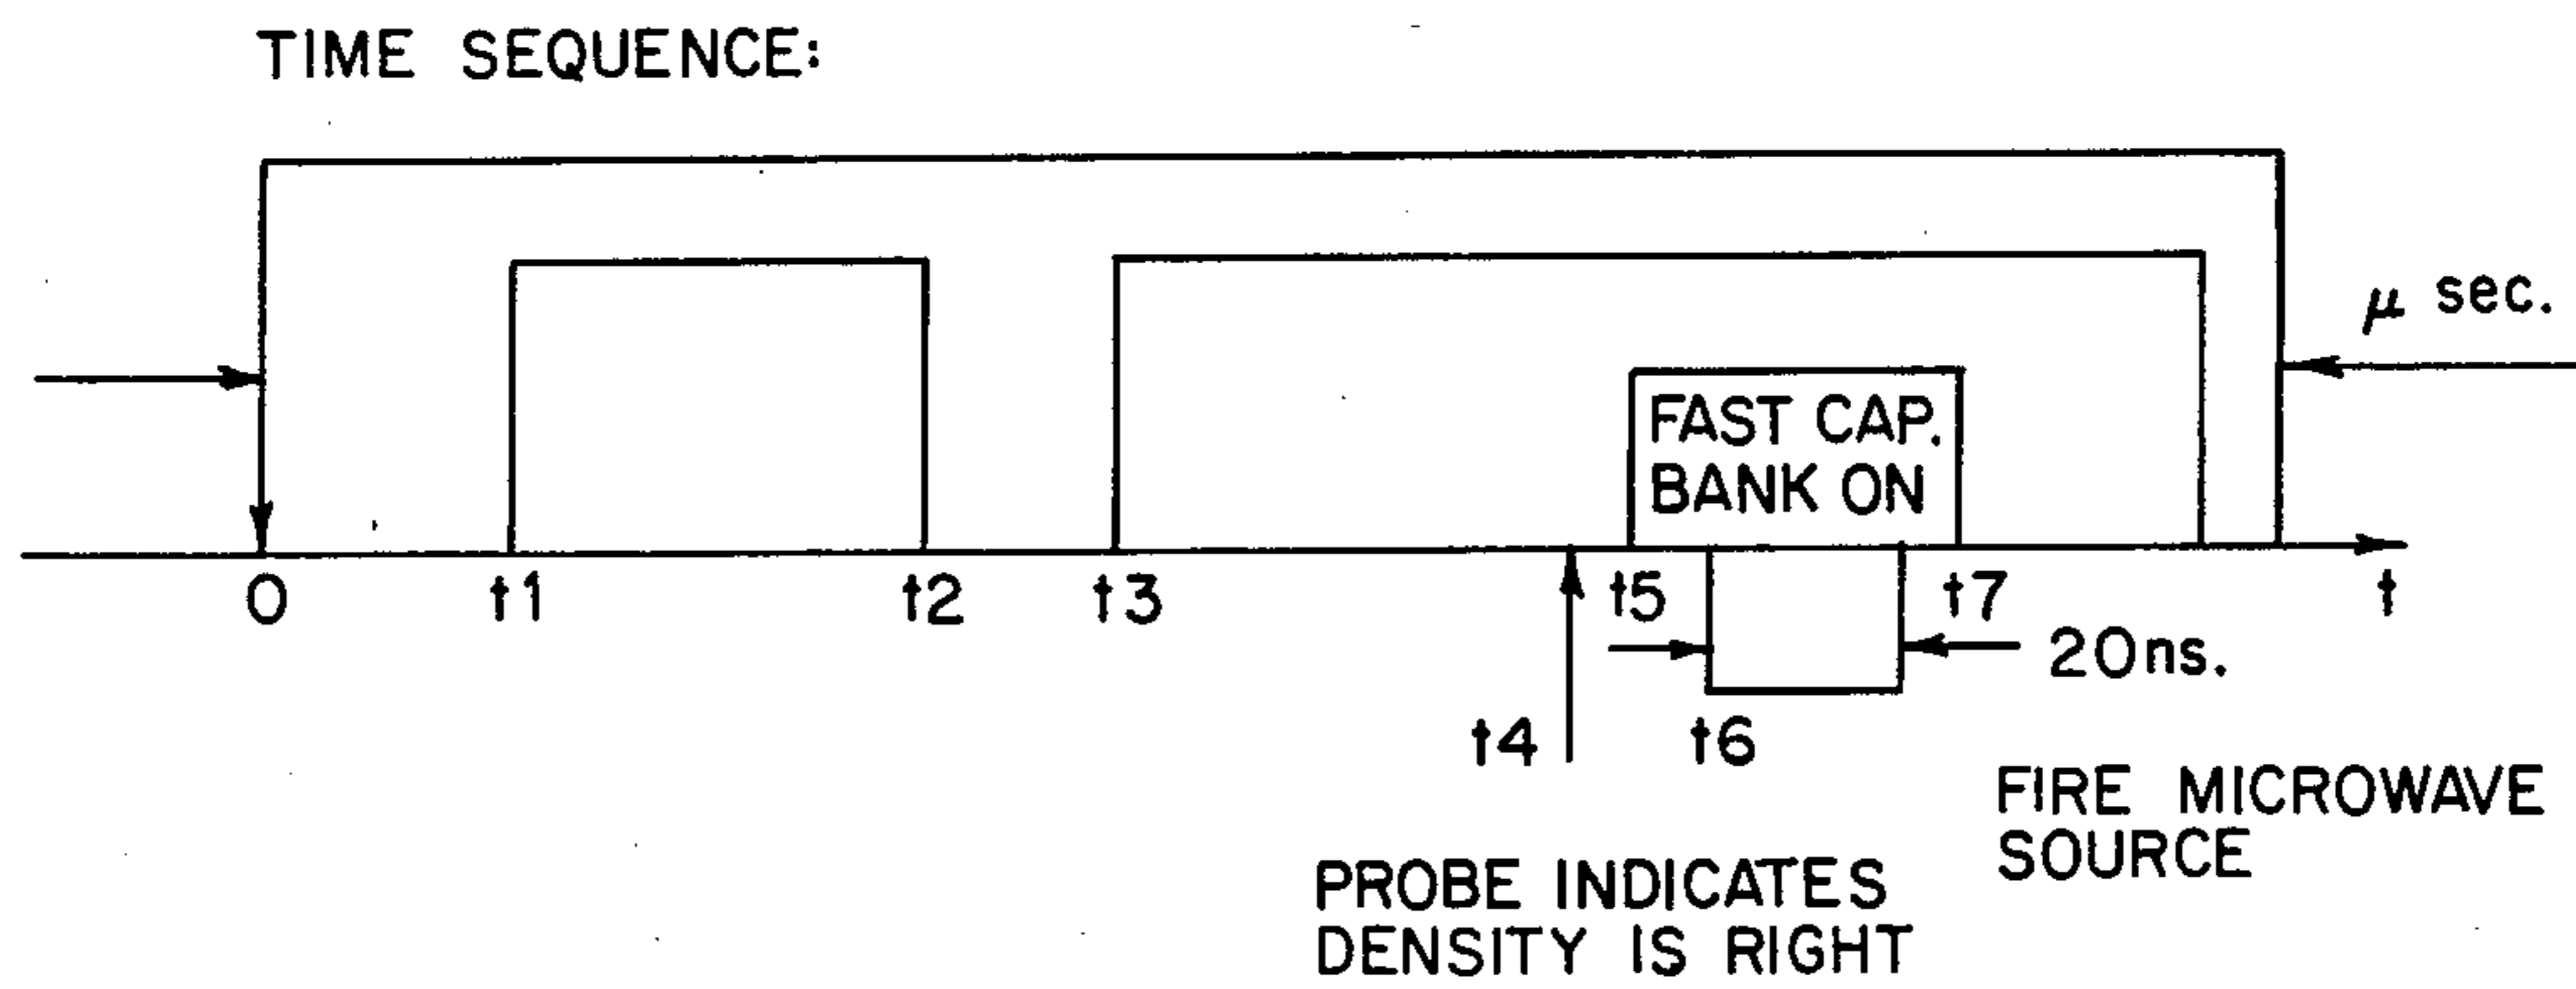 TIME SEQUENCE:
μ sec.
FAST CAP.
BANK ON
0
t1
t2
t3
t5
t7
t
20ns.
t4
t6
FIRE MICROWAVE
SOURCE
PROBE INDICATES
DENSITY IS RIGHT